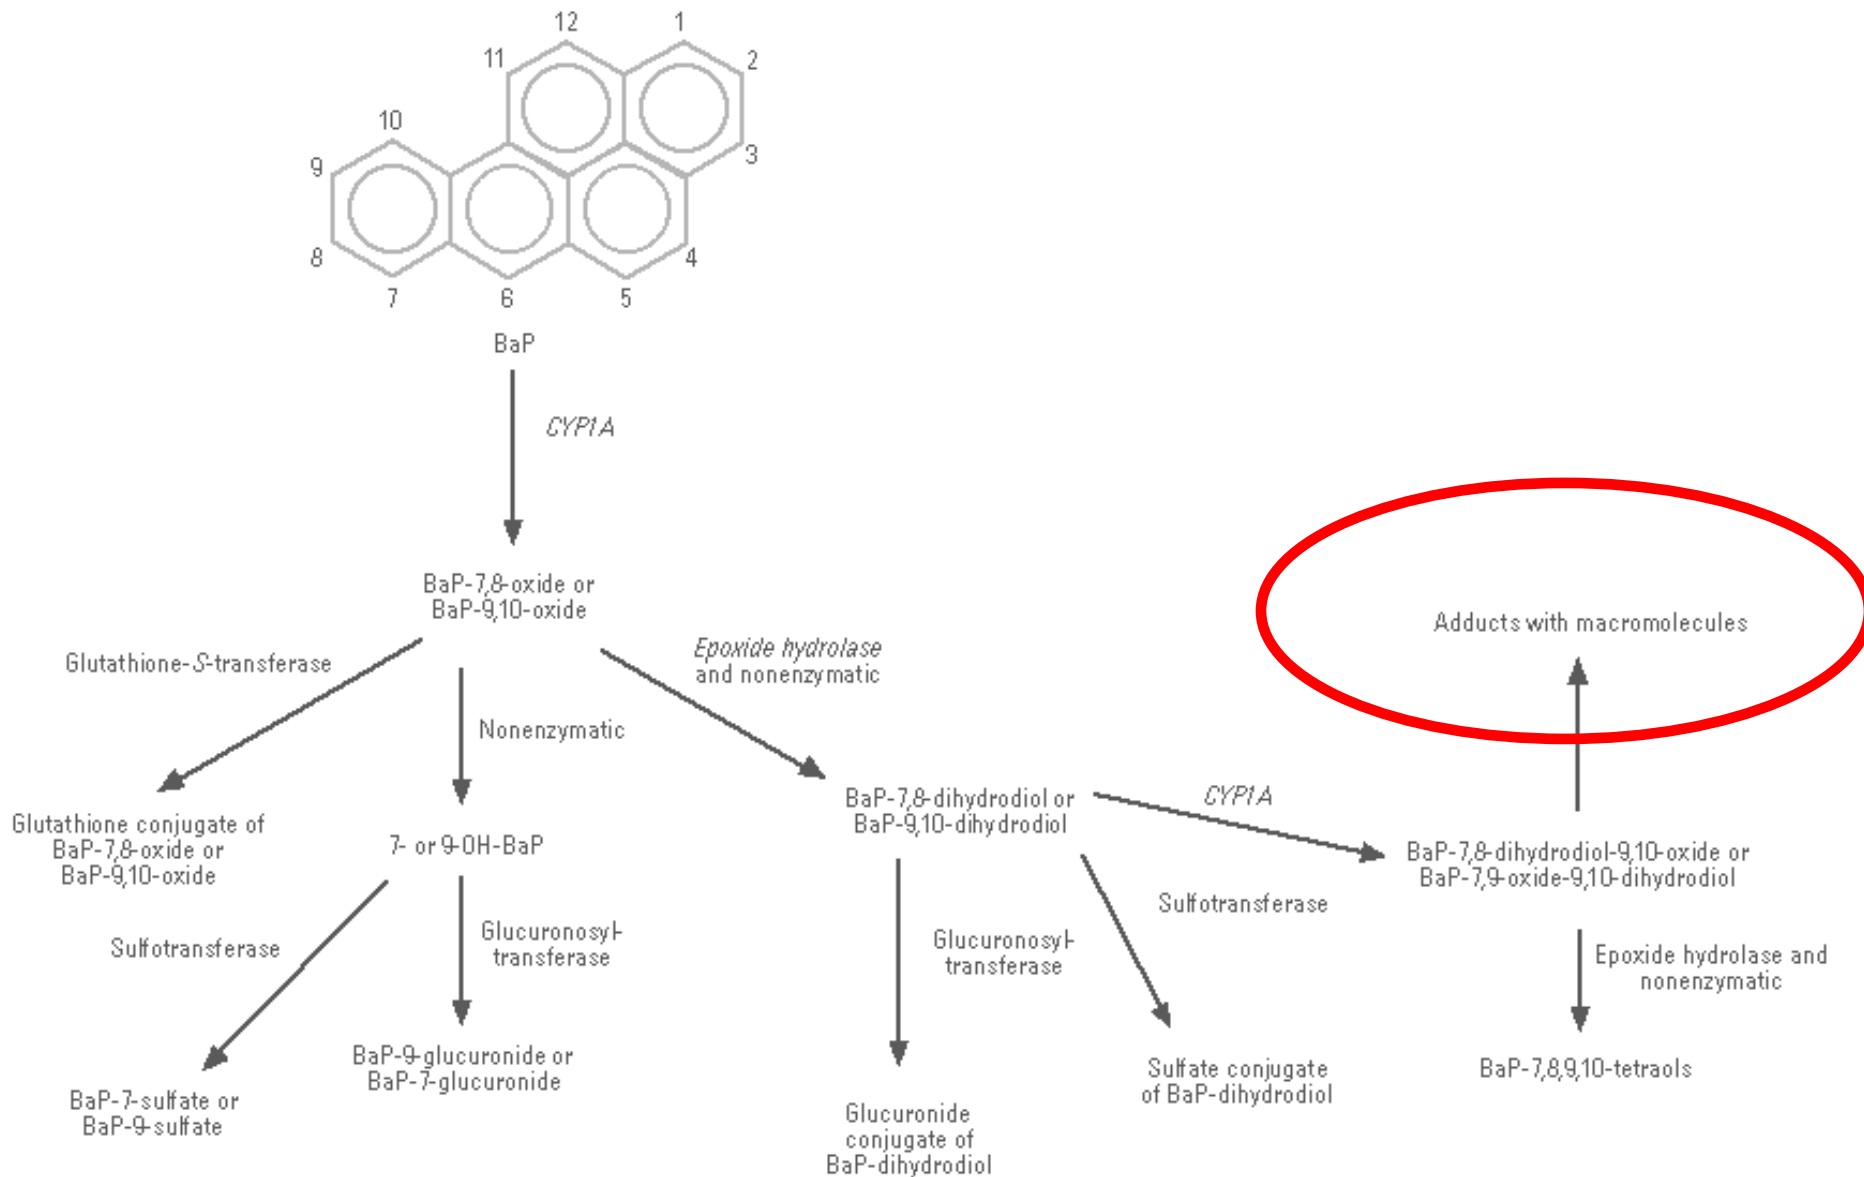 12
1
11
2
10
3
9
8
4
7
6
5
BaP
CYP1A
BaP-7,8-oxide or
BaP-9,10-oxide
Adducts with macromolecules
Glutathione-S-transferase
Epoxide hydrolase
and nonenzymatic
Nonenzymatic
BaP-7,8-dihydrodiol or
BaP-9,10-dihydrodiol
CYP1A
Glutathione conjugate of
BaP-7,8-oxide or
BaP-9,10-oxide
7- or 9-OH-BaP
BaP-7,8-dihydrodiol-9,10-oxide or
BaP-7,9-oxide-9,10-dihydrodiol
Sulfotransferase
Sulfotransferase
Glucuronosyl-
transferase
Glucuronosyl-
transferase
Epoxide hydrolase and
nonenzymatic
BaP-9-glucuronide or
BaP-7-glucuronide
Sulfate conjugate
of BaP-dihydrodiol
BaP-7,8,9,10-tetraols
BaP-7-sulfate or
BaP-9-sulfate
Glucuronide
conjugate of
BaP-dihydrodiol